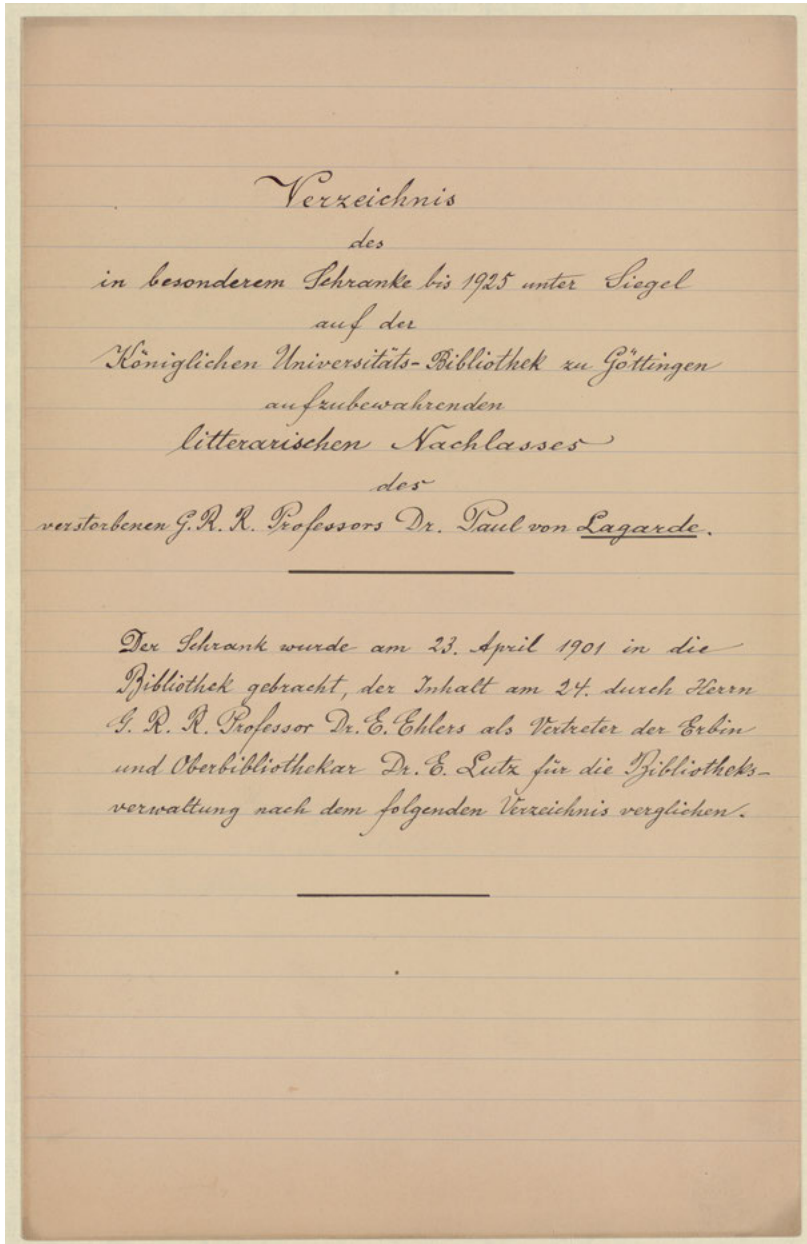 Verzeichnis
des
in besonderem Schranke bis 1925 unter Siegel
auf der
Königlichen Universitäts-Bibliothek zu Göttingen
aufzubewahrenden
litterarischen Nachlasses
des
verstorbenen G. R. R. Professors Dr. Paul von Lagarde.
Der Schrank wurde am 23. April 1901 in die
Bibliothek gebracht, der Inhalt am 24. durch Herrn
G. R. R. Professor Dr. E. Ehlers als Vertreter der Erbin
und Oberbibliothekar Dr. E. Lutz für die Bibliotheks-
verwaltung nach dem folgenden Verzeichnis verglichen.